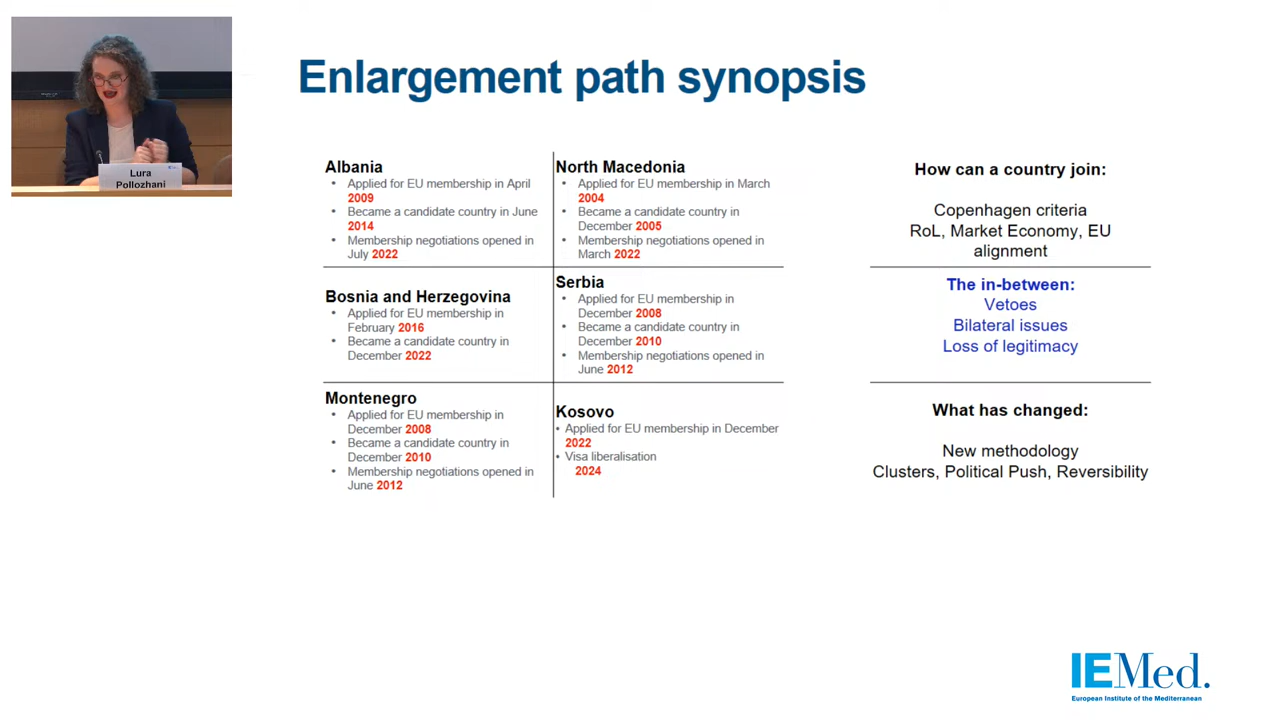 Enlargement path synopsis
Lura
Pollozhani
Albania
• Applied for EU membership in April
2009
• Became a candidate country in June
2014
• Membership negotiations opened in
July 2022
North Macedonia
• Applied for EU membership in March
2004
• Became a candidate country in
December 2005
• Membership negotiations opened in
March 2022
Bosnia and Herzegovina
• Applied for EU membership in
February 2016
• Became a candidate country in
December 2022
Serbia
• Applied for EU membership in
December 2008
• Became a candidate country in
December 2010
• Membership negotiations opened in
June 2012
Montenegro
• Applied for EU membership in
December 2008
• Became a candidate country in
December 2010
• Membership negotiations opened in
June 2012
Kosovo
• Applied for EU membership in December
2022
• Visa liberalisation
2024
How can a country join:
Copenhagen criteria
RoL, Market Economy, EU
alignment
The in-between:
Vetoes
Bilateral issues
Loss of legitimacy
What has changed:
New methodology
Clusters, Political Push, Reversibility
IEMed.
European Institute of the Mediterranean